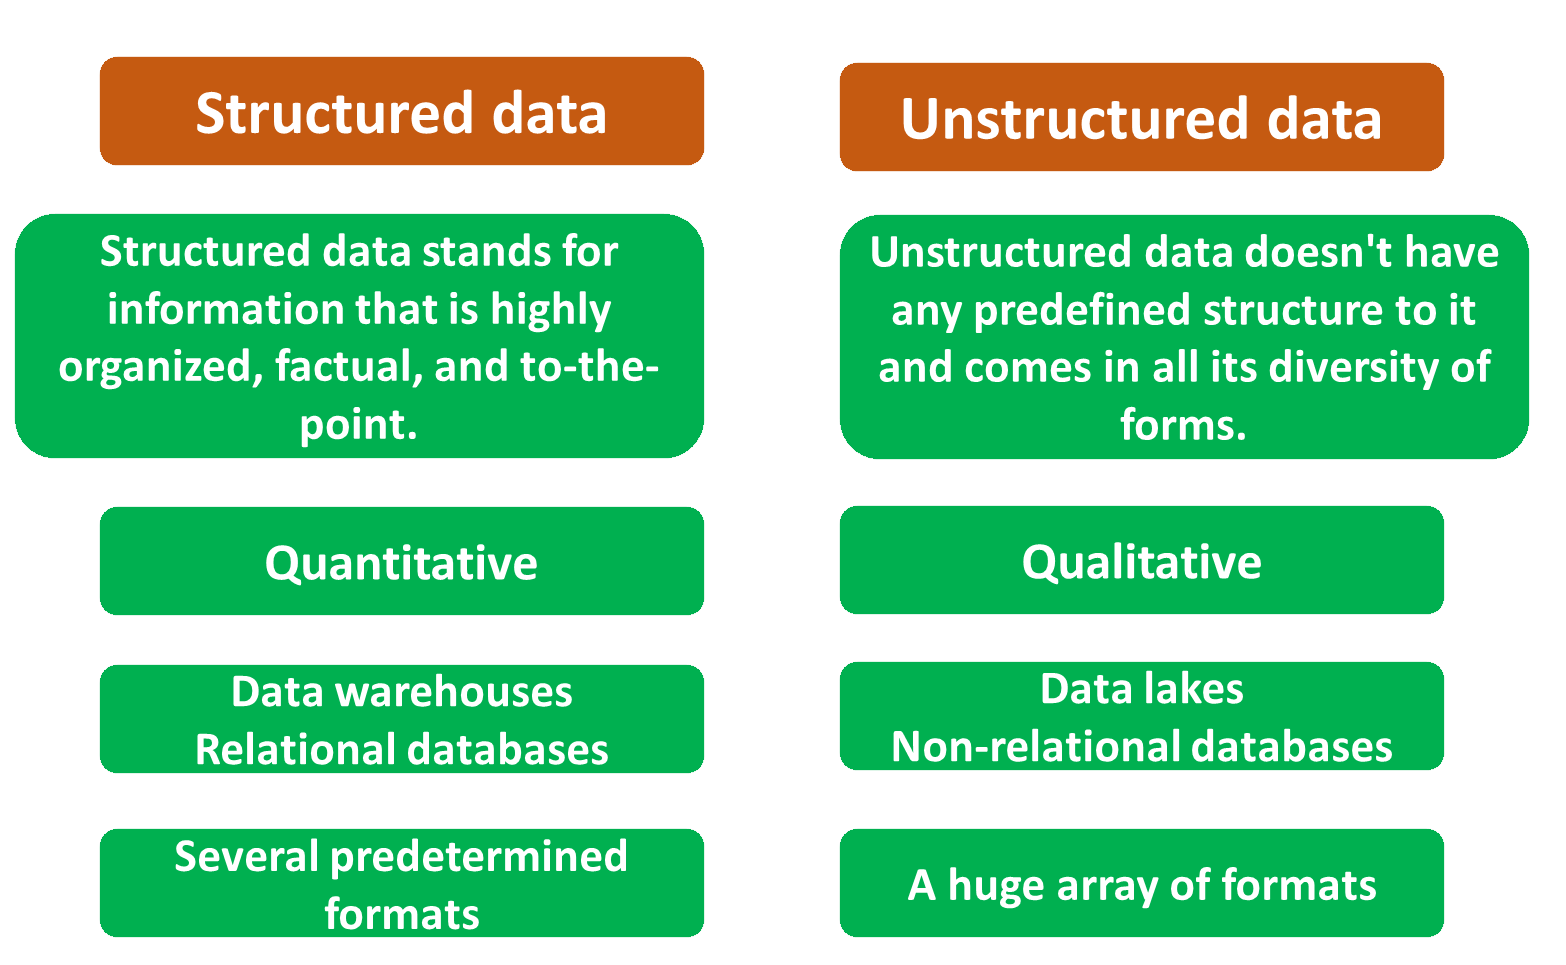 Structured data
Unstructured data
Structured data stands for
information that is highly
organized, factual, and to-the-
point.
Unstructured data doesn't have
any predefined structure to it
and comes in all its diversity of
forms.
Quantitative
Qualitative
Data warehouses
Relational databases
Data lakes
Non-relational databases
Several predetermined
formats
A huge array of formats